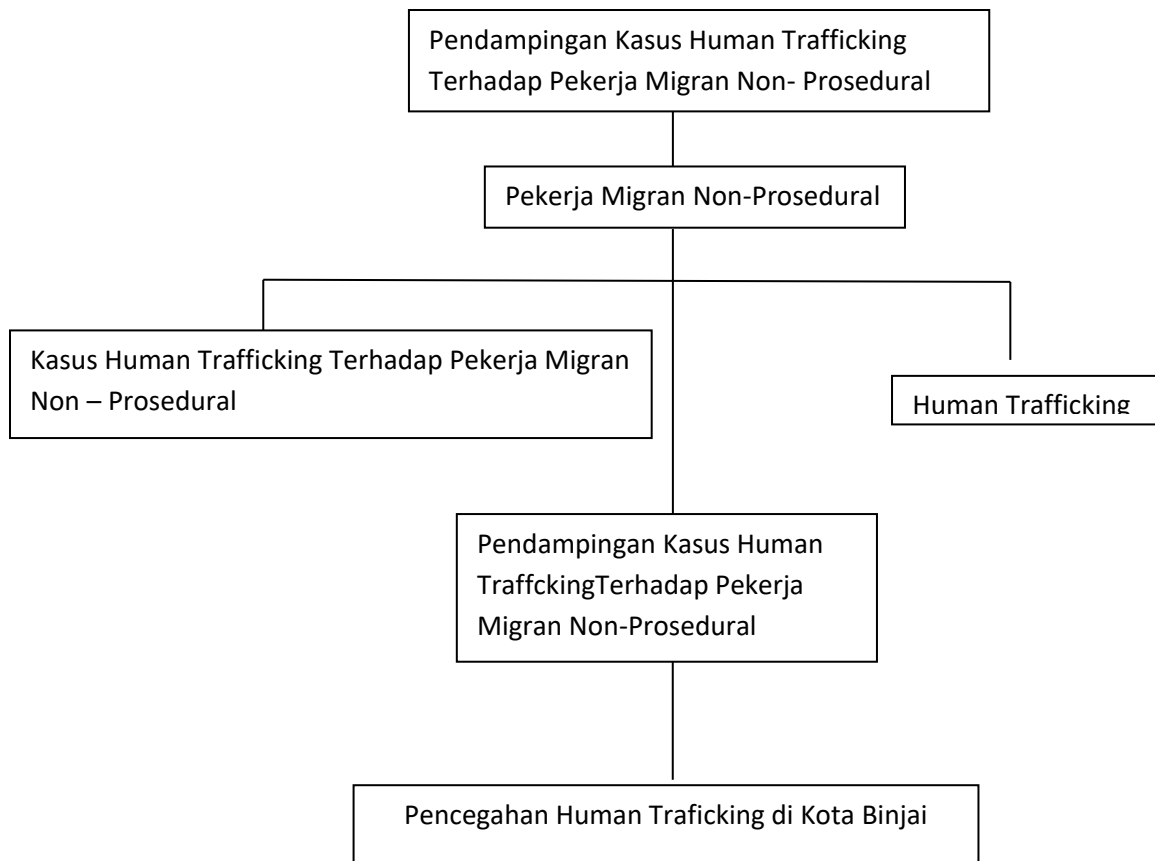 Pendampingan Kasus Human Trafficking
Terhadap Pekerja Migran Non- Prosedural
Pekerja Migran Non-Prosedural
Kasus Human Trafficking Terhadap Pekerja Migran
Non – Prosedural
Human Trafficking
Pendampingan Kasus Human
TraffckingTerhadap Pekerja
Migran Non-Prosedural
Pencegahan Human Traficking di Kota Binjai